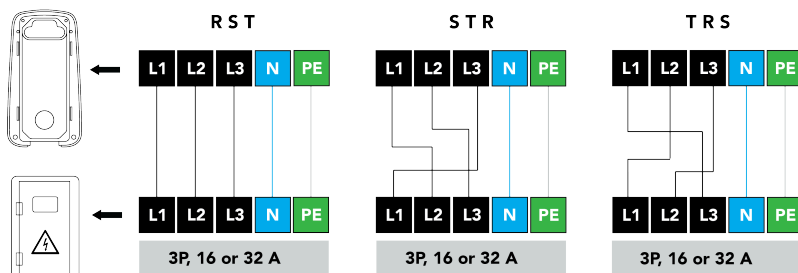 RST STR TRS
L1 L2 L3 N PE L1 L2 L3 N PE L1 L2 L3 N PE
L1 L2 L3 N PE L1 L2 L3 N PE L1 L2 L3 N PE
3P, 16 or 32 A 3P, 16 or 32 A 3P, 16 or 32 A